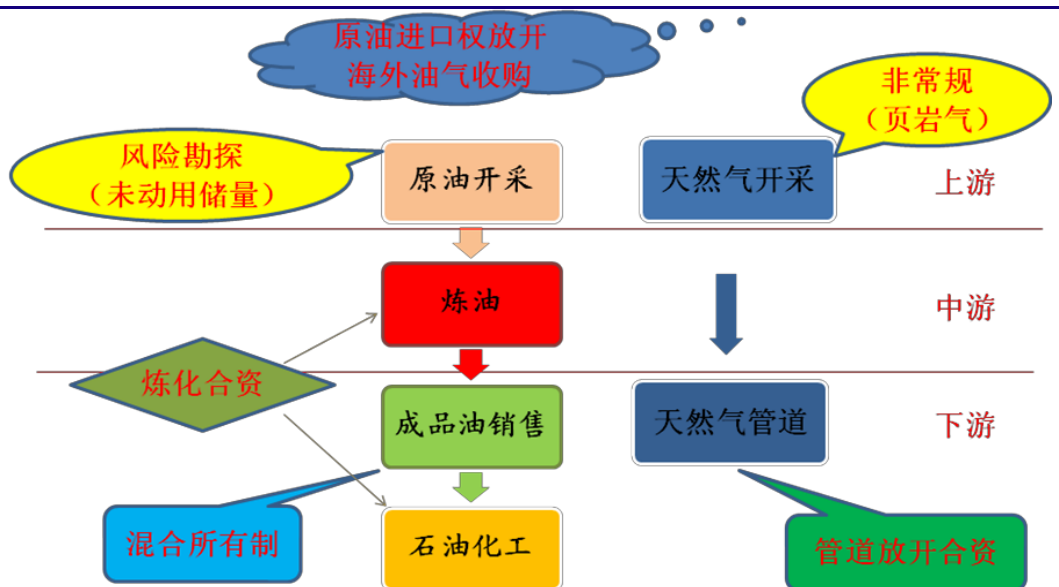 原油进口权放开
海外油气收购
非常规
（页岩气）
风险勘探
（未动用储量）
原油开采
天然气开采
上游
炼油
中游
炼化合资
成品油销售
天然气管道
下游
混合所有制
石油化工
管道放开合资